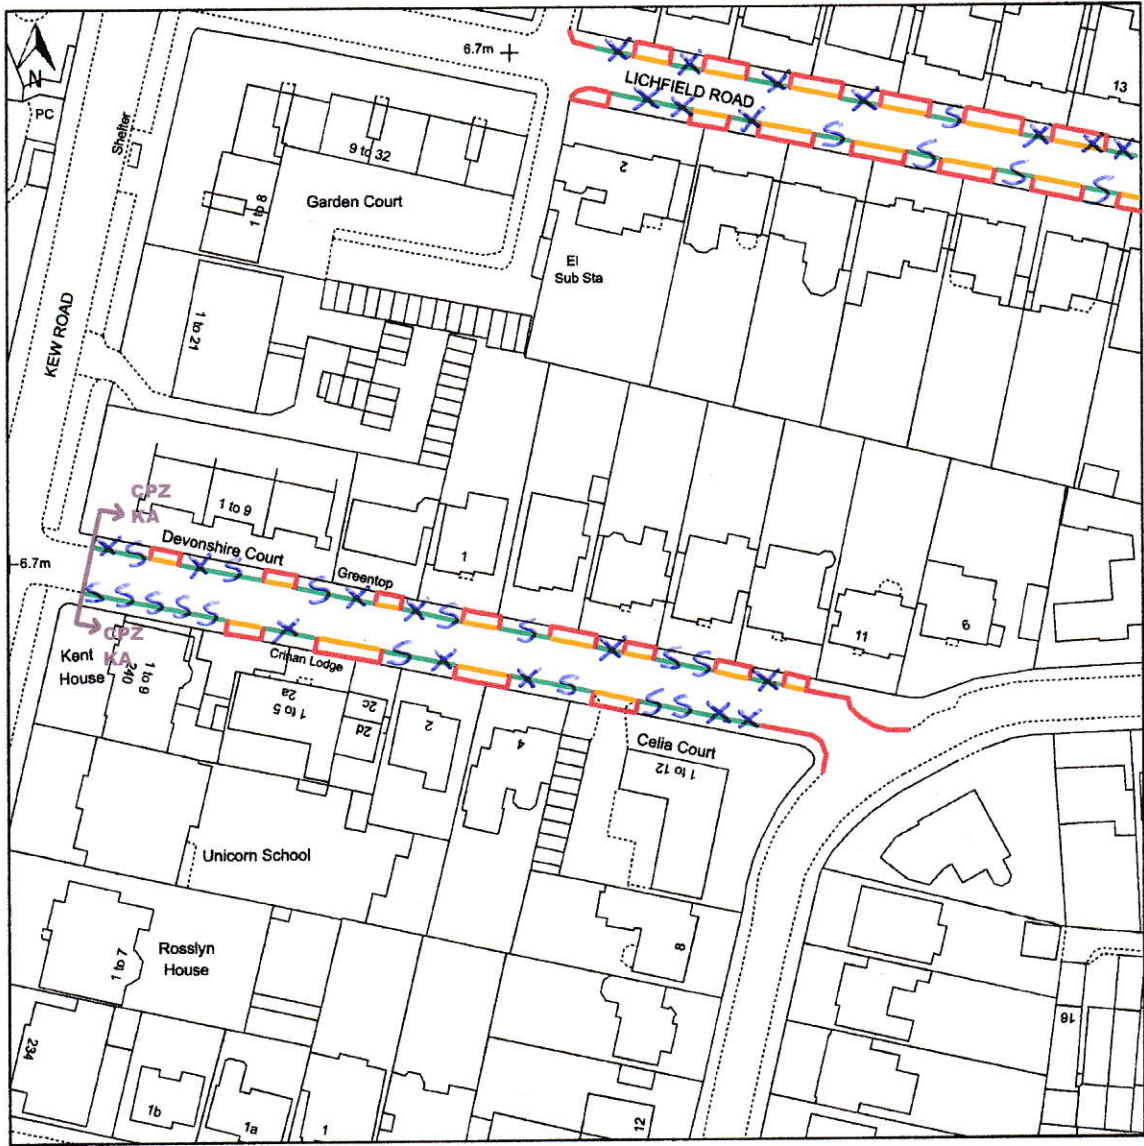 6.7m
13
N
PC
Shelter
LICHFIELD ROAD
X X X X S X X X
X X X S S S S
9 to 32
2
1 to 8
Garden Court
El
Sub Sta
KEW ROAD
1 to 21
CPZ
KA
1 to 9
Devonshire Court
1
Greentop
6.7m
X S X S S X X S S X S S X
S S S S S X S X X S S S X X
11
9
CPZ
KA
Kent
House
1 to 9
240
Crinan Lodge
2a
1 to 5
2c
2d
2
4
Celia Court
1 to 12
Unicorn School
Rosslyn
House
1 to 7
8
16
234
1b
1a
1
12